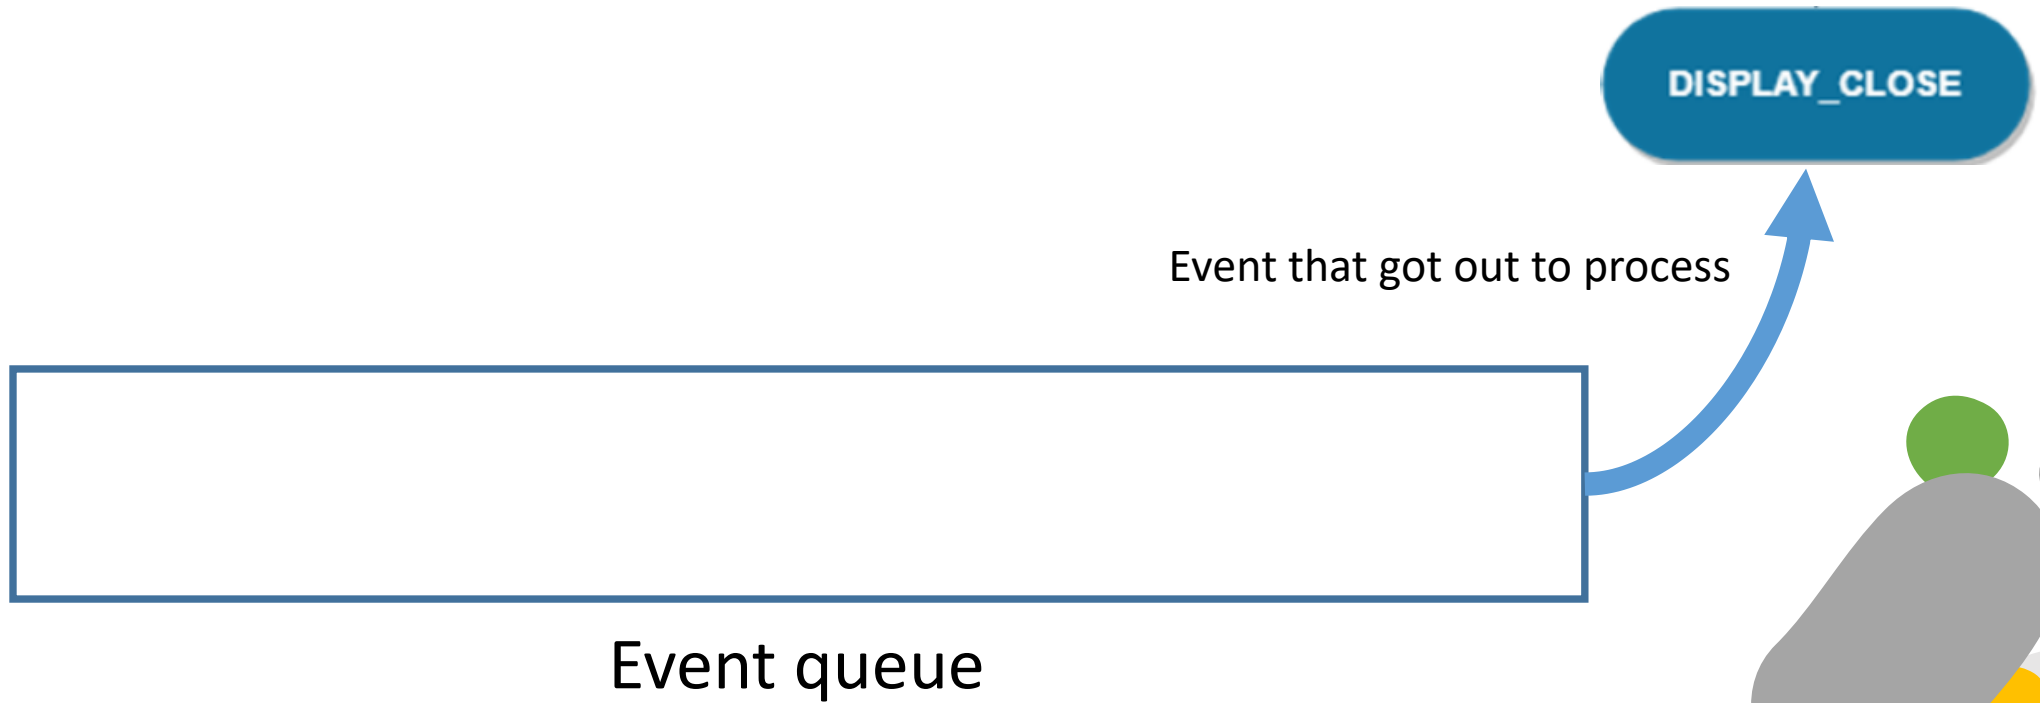 DISPLAY_CLOSE
Event that got out to process
Event queue